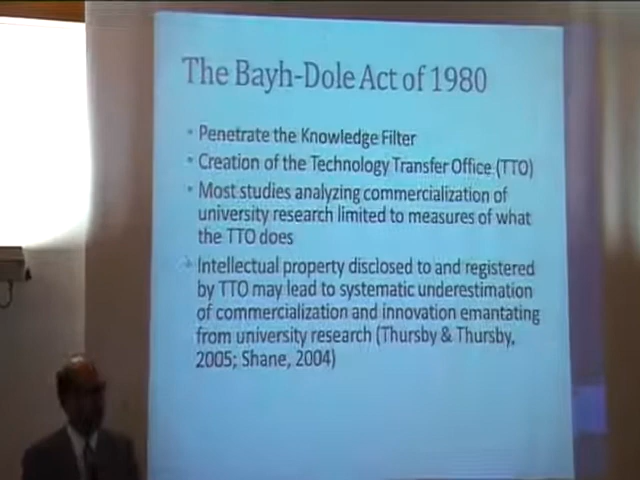 The Bayh-Dole Act of 1980
• Penetrate the Knowledge Filter
• Creation of the Technology Transfer Office (TTO)
• Most studies analyzing commercialization of
university research limited to measures of what
the TTO does
Intellectual property disclosed to and registered
by TTO may lead to systematic underestimation
of commercialization and innovation emantating
from university research (Thursby & Thursby,
2005; Shane, 2004)